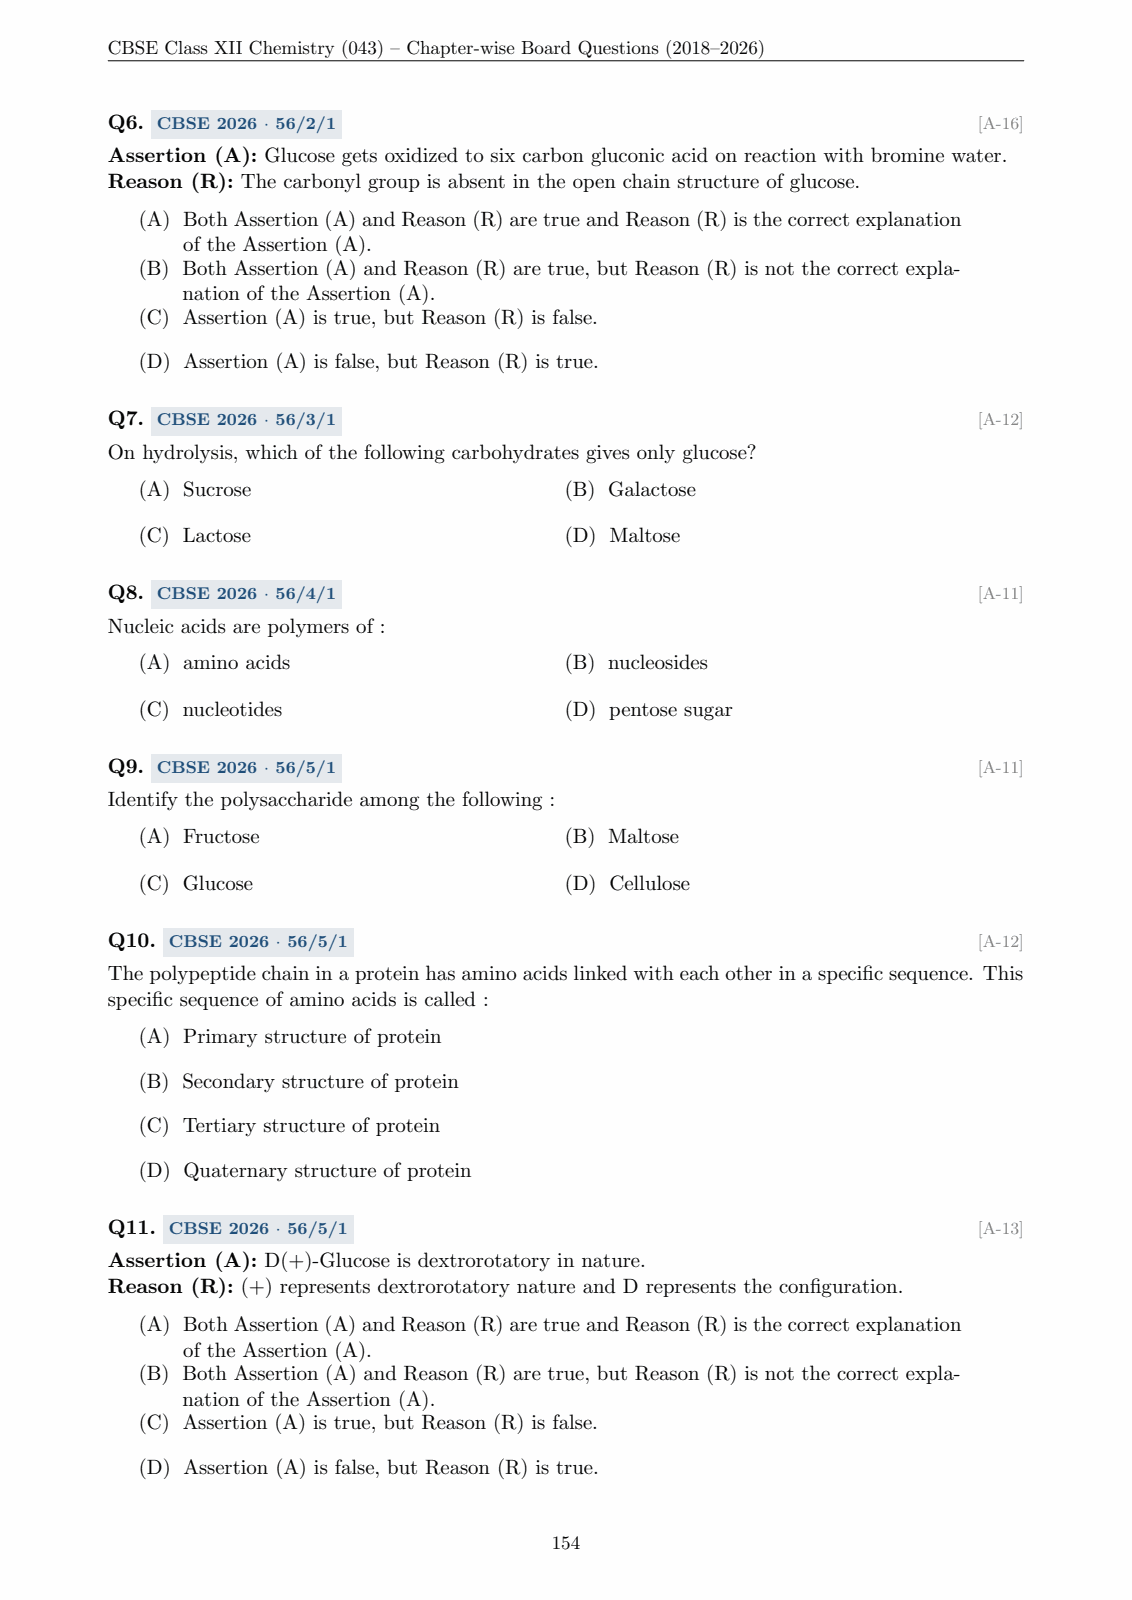 CBSE Class XII Chemistry (043) – Chapter-wise Board Questions (2018–2026)
Q6. CBSE 2026 · 56/2/1 [A-16]
Assertion (A): Glucose gets oxidized to six carbon gluconic acid on reaction with bromine water.
Reason (R): The carbonyl group is absent in the open chain structure of glucose.
(A) Both Assertion (A) and Reason (R) are true and Reason (R) is the correct explanation
of the Assertion (A).
(B) Both Assertion (A) and Reason (R) are true, but Reason (R) is not the correct expla-
nation of the Assertion (A).
(C) Assertion (A) is true, but Reason (R) is false.
(D) Assertion (A) is false, but Reason (R) is true.
Q7. CBSE 2026 · 56/3/1 [A-12]
On hydrolysis, which of the following carbohydrates gives only glucose?
(A) Sucrose (B) Galactose
(C) Lactose (D) Maltose
Q8. CBSE 2026 · 56/4/1 [A-11]
Nucleic acids are polymers of :
(A) amino acids (B) nucleosides
(C) nucleotides (D) pentose sugar
Q9. CBSE 2026 · 56/5/1 [A-11]
Identify the polysaccharide among the following :
(A) Fructose (B) Maltose
(C) Glucose (D) Cellulose
Q10. CBSE 2026 · 56/5/1 [A-12]
The polypeptide chain in a protein has amino acids linked with each other in a specific sequence. This
specific sequence of amino acids is called :
(A) Primary structure of protein
(B) Secondary structure of protein
(C) Tertiary structure of protein
(D) Quaternary structure of protein
Q11. CBSE 2026 · 56/5/1 [A-13]
Assertion (A): D(+)-Glucose is dextrorotatory in nature.
Reason (R): (+) represents dextrorotatory nature and D represents the configuration.
(A) Both Assertion (A) and Reason (R) are true and Reason (R) is the correct explanation
of the Assertion (A).
(B) Both Assertion (A) and Reason (R) are true, but Reason (R) is not the correct expla-
nation of the Assertion (A).
(C) Assertion (A) is true, but Reason (R) is false.
(D) Assertion (A) is false, but Reason (R) is true.
154